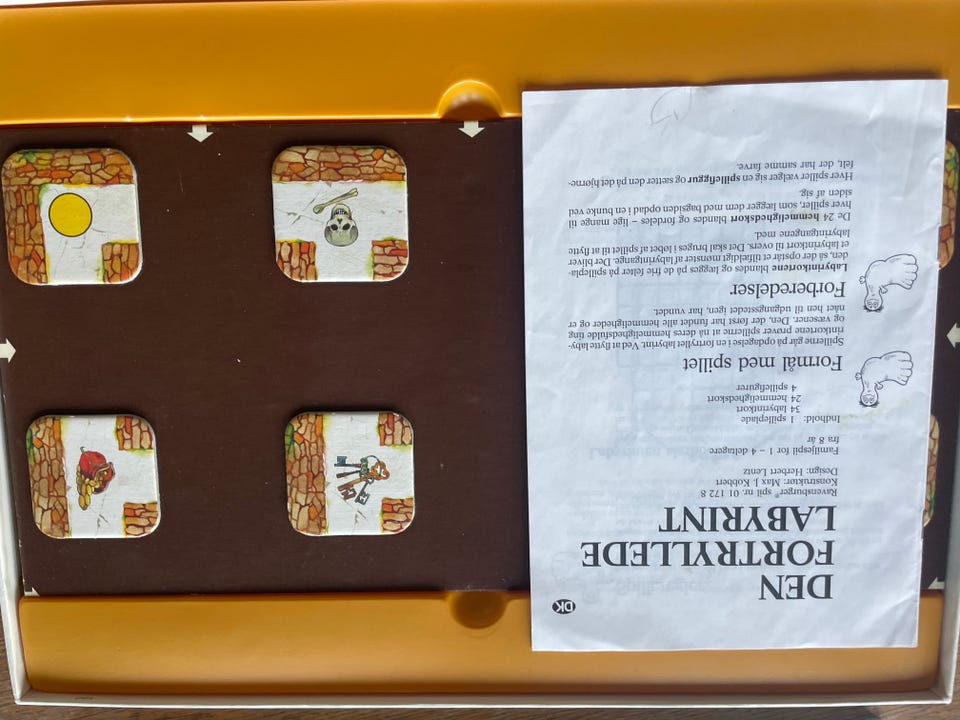 DK
DEN
FORTRYLLEDE
LABYRINT
Ravensburger® spil nr. 01 172 8
Konstruktør: Max J. Kobbert
Design: Herbert Lentz
Familjespil for 1 – 4 deltagere
fra 8 år
Indhold: 1 spilleplade
34 labyrintkort
24 hemmelighedskort
4 spillefigurer
Formål med spillet
Spillerne går på opdagelse i en fortryllet labyrint. Ved at flytte laby-
rintkortene prøver spillerne at nå deres hemmelighedsfulde ting
og væsener. Den, der først har fundet alle hemmeligheder og er
nået hen til udgangsstedet igen, har vundet.
Forberedelser
Labyrintkortene blandes og lægges på de frie felter på spillepla-
den, så der opstår et tilfældigt mønster af labyrintgange. Der bliver
et labyrintkort til overs. Det skal bruges i løbet af spillet til at flytte
labyrintgangene med.
De 24 hemmelighedskort blandes og fordeles – lige mange til
hver spiller, som lægger dem med bagsiden opad i en bunke ved
siden af sig.
Hver spiller vælger sig en spillefigur og sætter den på det hjørne-
felt, der har samme farve.